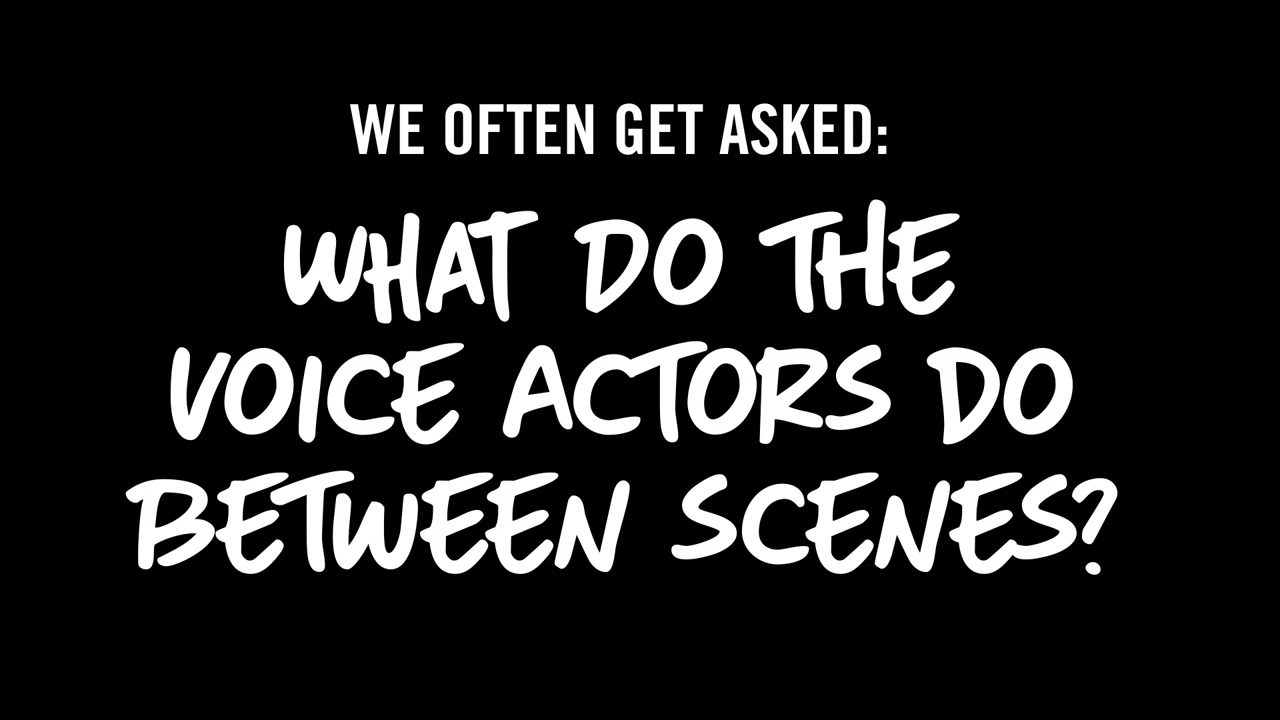 WE OFTEN GET ASKED:
WHAT DO THE
VOICE ACTORS DO
BETWEEN SCENES?